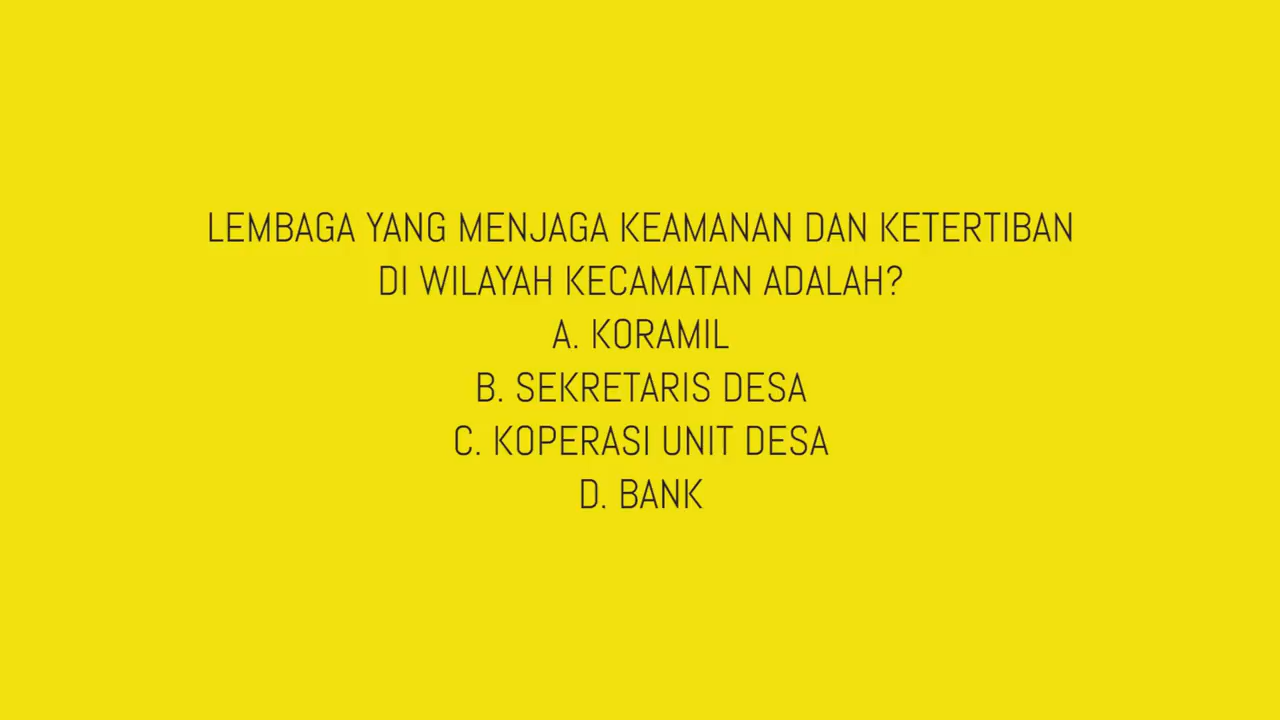 LEMBAGA YANG MENJAGA KEAMANAN DAN KETERTIBAN
DI WILAYAH KECAMATAN ADALAH?
A. KORAMIL
B. SEKRETARIS DESA
C. KOPERASI UNIT DESA
D. BANK